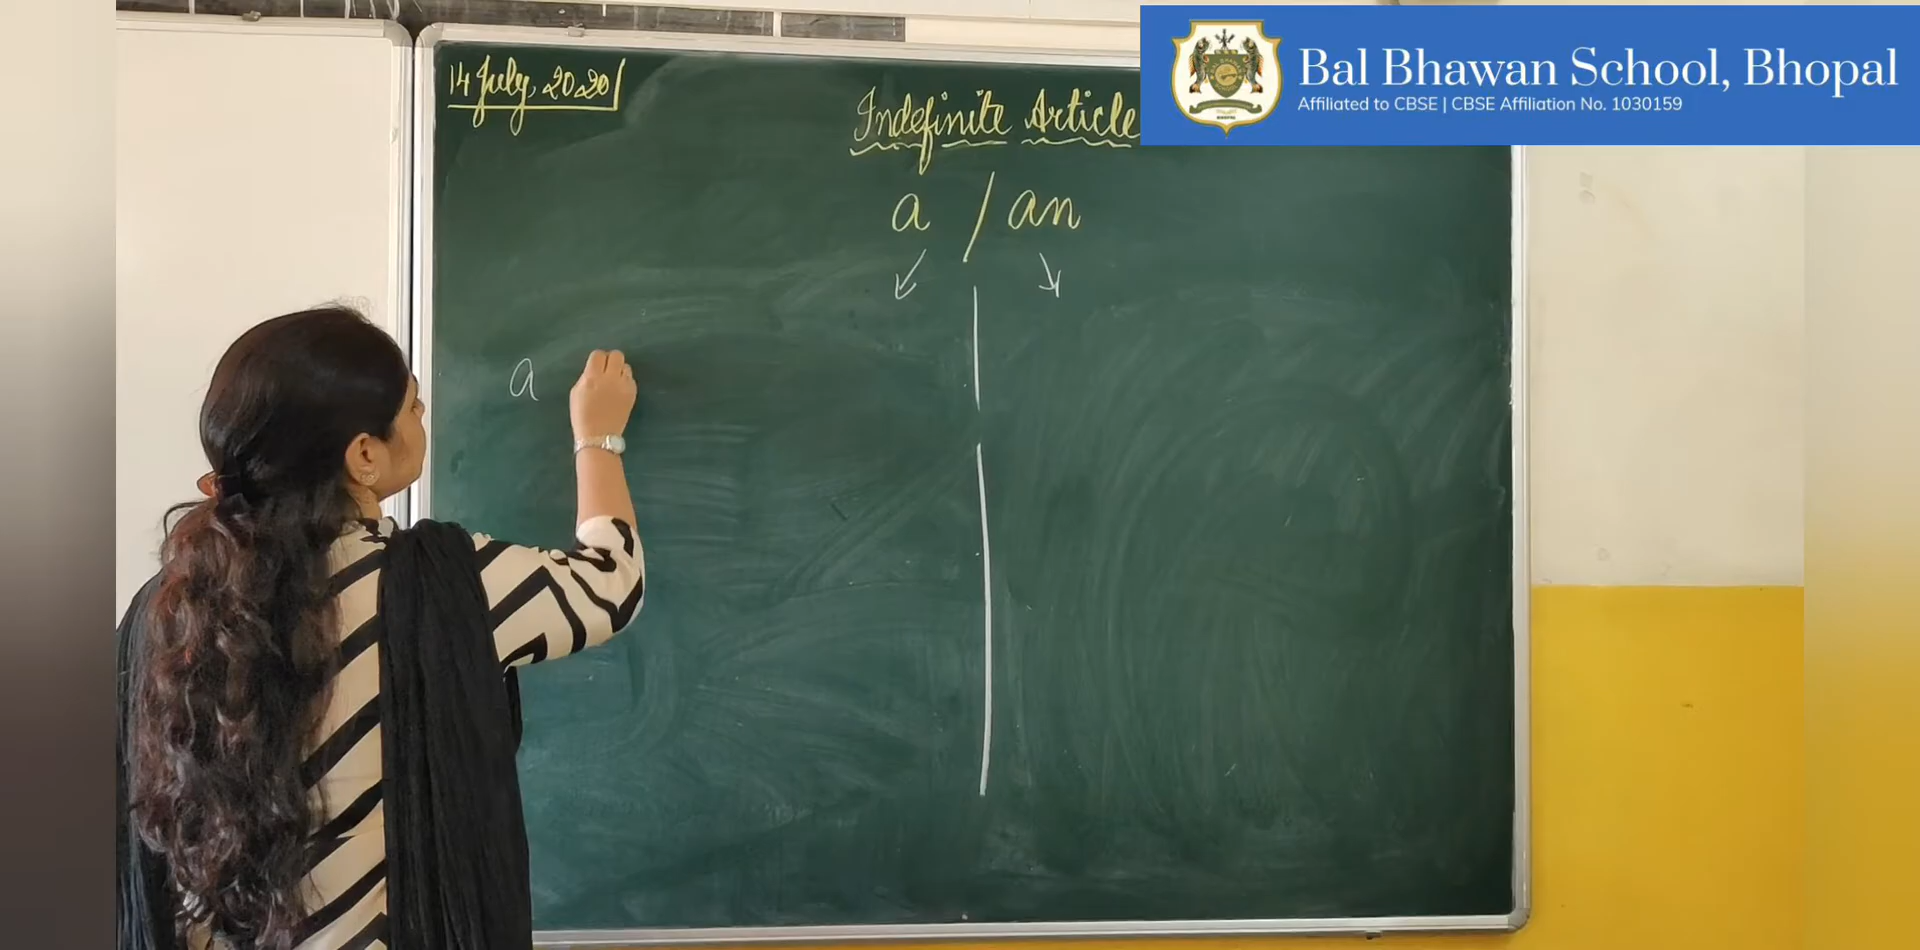 14 July, 2020
Indefinite Article
a / an
a
Bal Bhawan School, Bhopal
Affiliated to CBSE | CBSE Affiliation No. 1030159